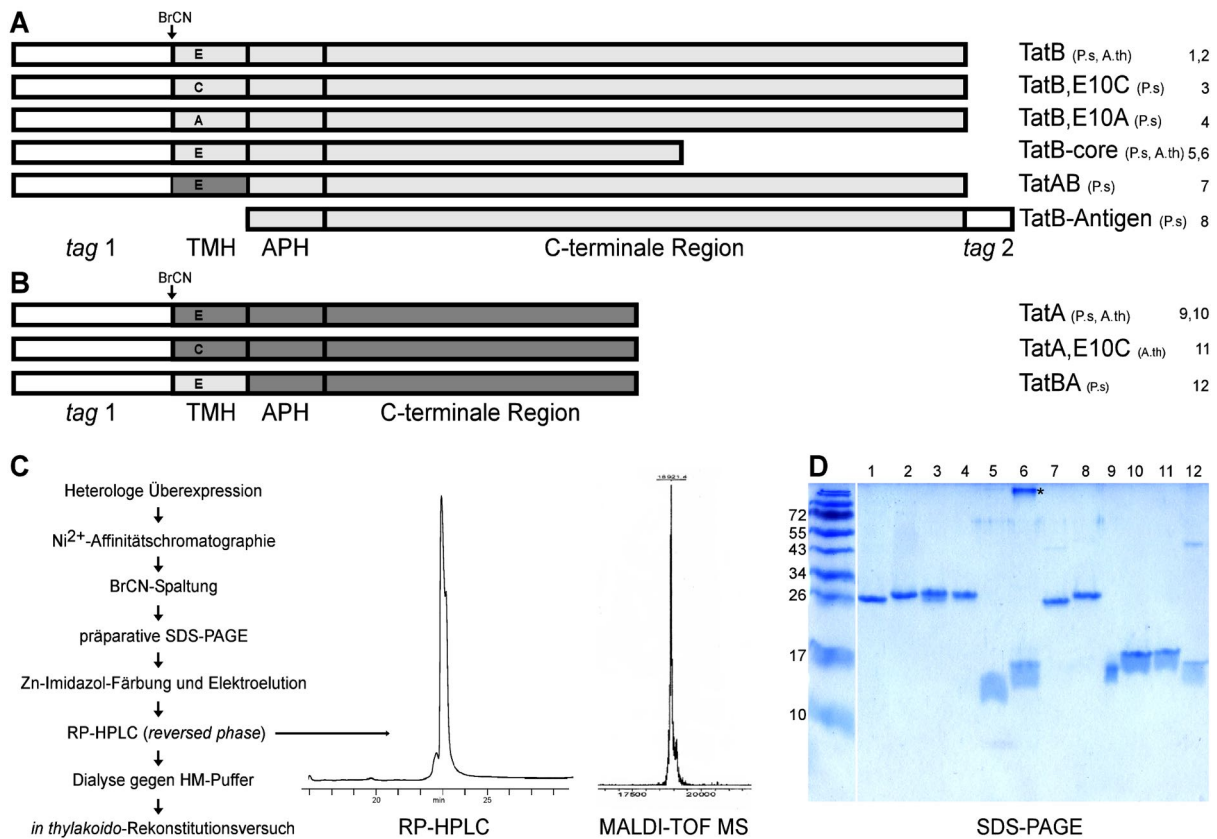 A
BrCN
E TatB (P.s, A.th) 1,2
C TatB,E10C (P.s) 3
A TatB,E10A (P.s) 4
E TatB-core (P.s, A.th) 5,6
E TatAB (P.s) 7
TatB-Antigen (P.s) 8
tag 1 TMH APH C-terminale Region tag 2
B
BrCN
E TatA (P.s, A.th) 9,10
C TatA,E10C (A.th) 11
E TatBA (P.s) 12
tag 1 TMH APH C-terminale Region
C
Heterologe Überexpression
Ni2+-Affinitätschromatographie
BrCN-Spaltung
präparative SDS-PAGE
Zn-Imidazol-Färbung und Elektroelution
RP-HPLC (reversed phase)
Dialyse gegen HM-Puffer
in thylakoido-Rekonstitutionsversuch
20 min 25
RP-HPLC
17500 20000
MALDI-TOF MS
D
1 2 3 4 5 6 7 8 9 10 11 12
*
72
55
43
34
26
17
10
SDS-PAGE